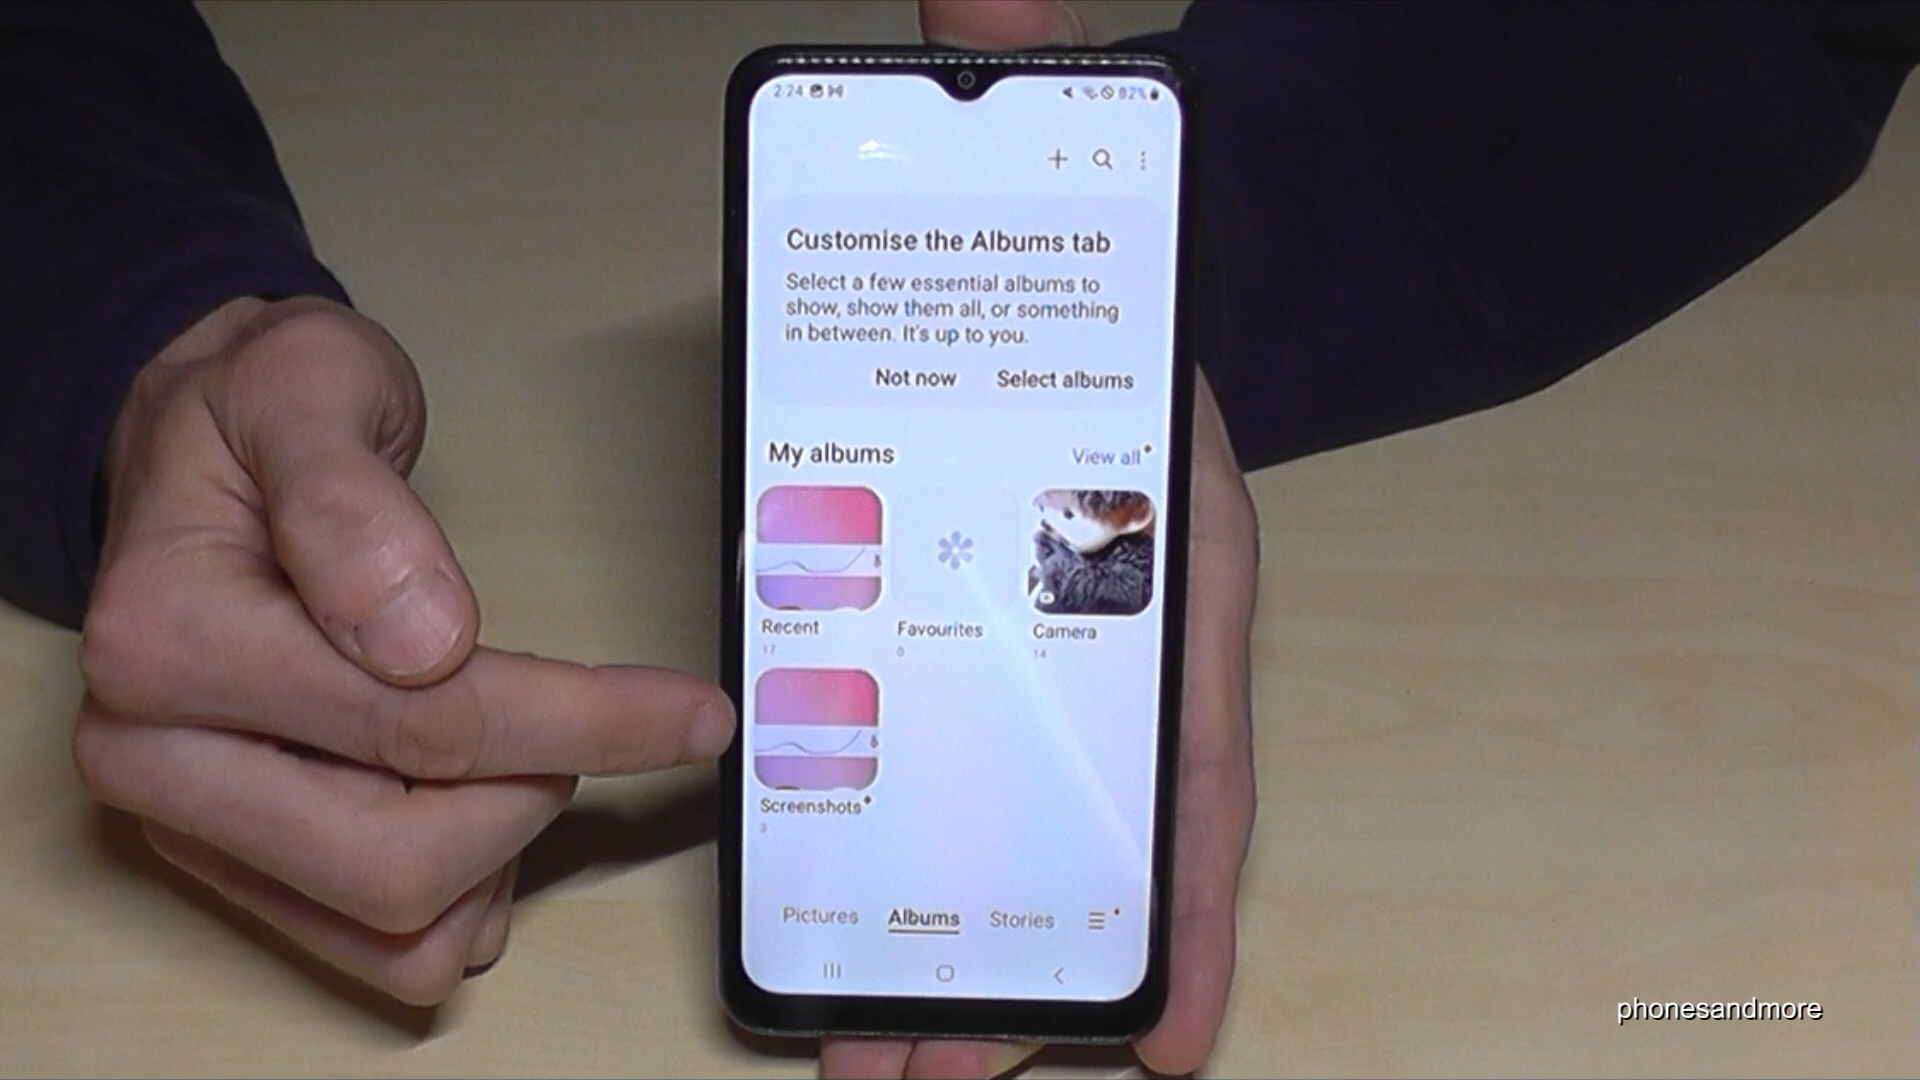 2:24
82%
Customise the Albums tab
Select a few essential albums to
show, show them all, or something
in between. It's up to you.
Not now Select albums
My albums View all
Recent Favourites Camera
17 0 14
Screenshots
3
Pictures Albums Stories
phonesandmore